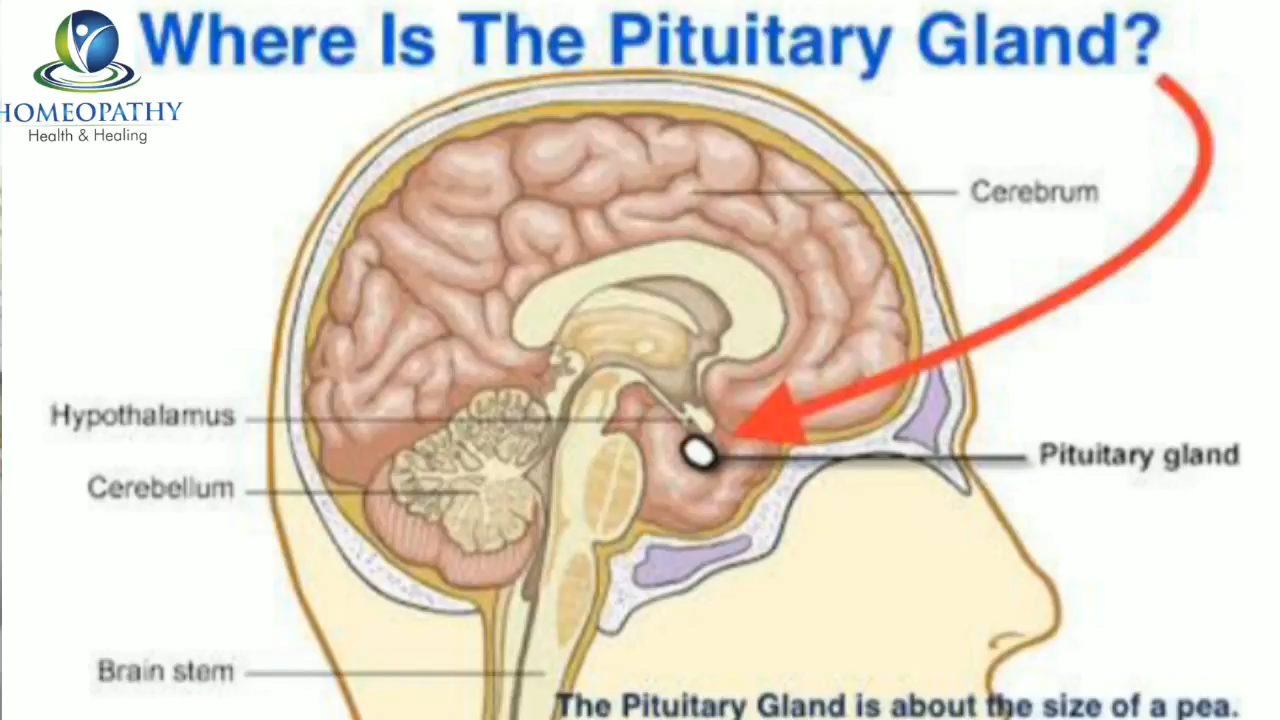 Where Is The Pituitary Gland?
HOMEOPATHY
Health & Healing
Cerebrum
Hypothalamus
Pituitary gland
Cerebellum
Brain stem
The Pituitary Gland is about the size of a pea.